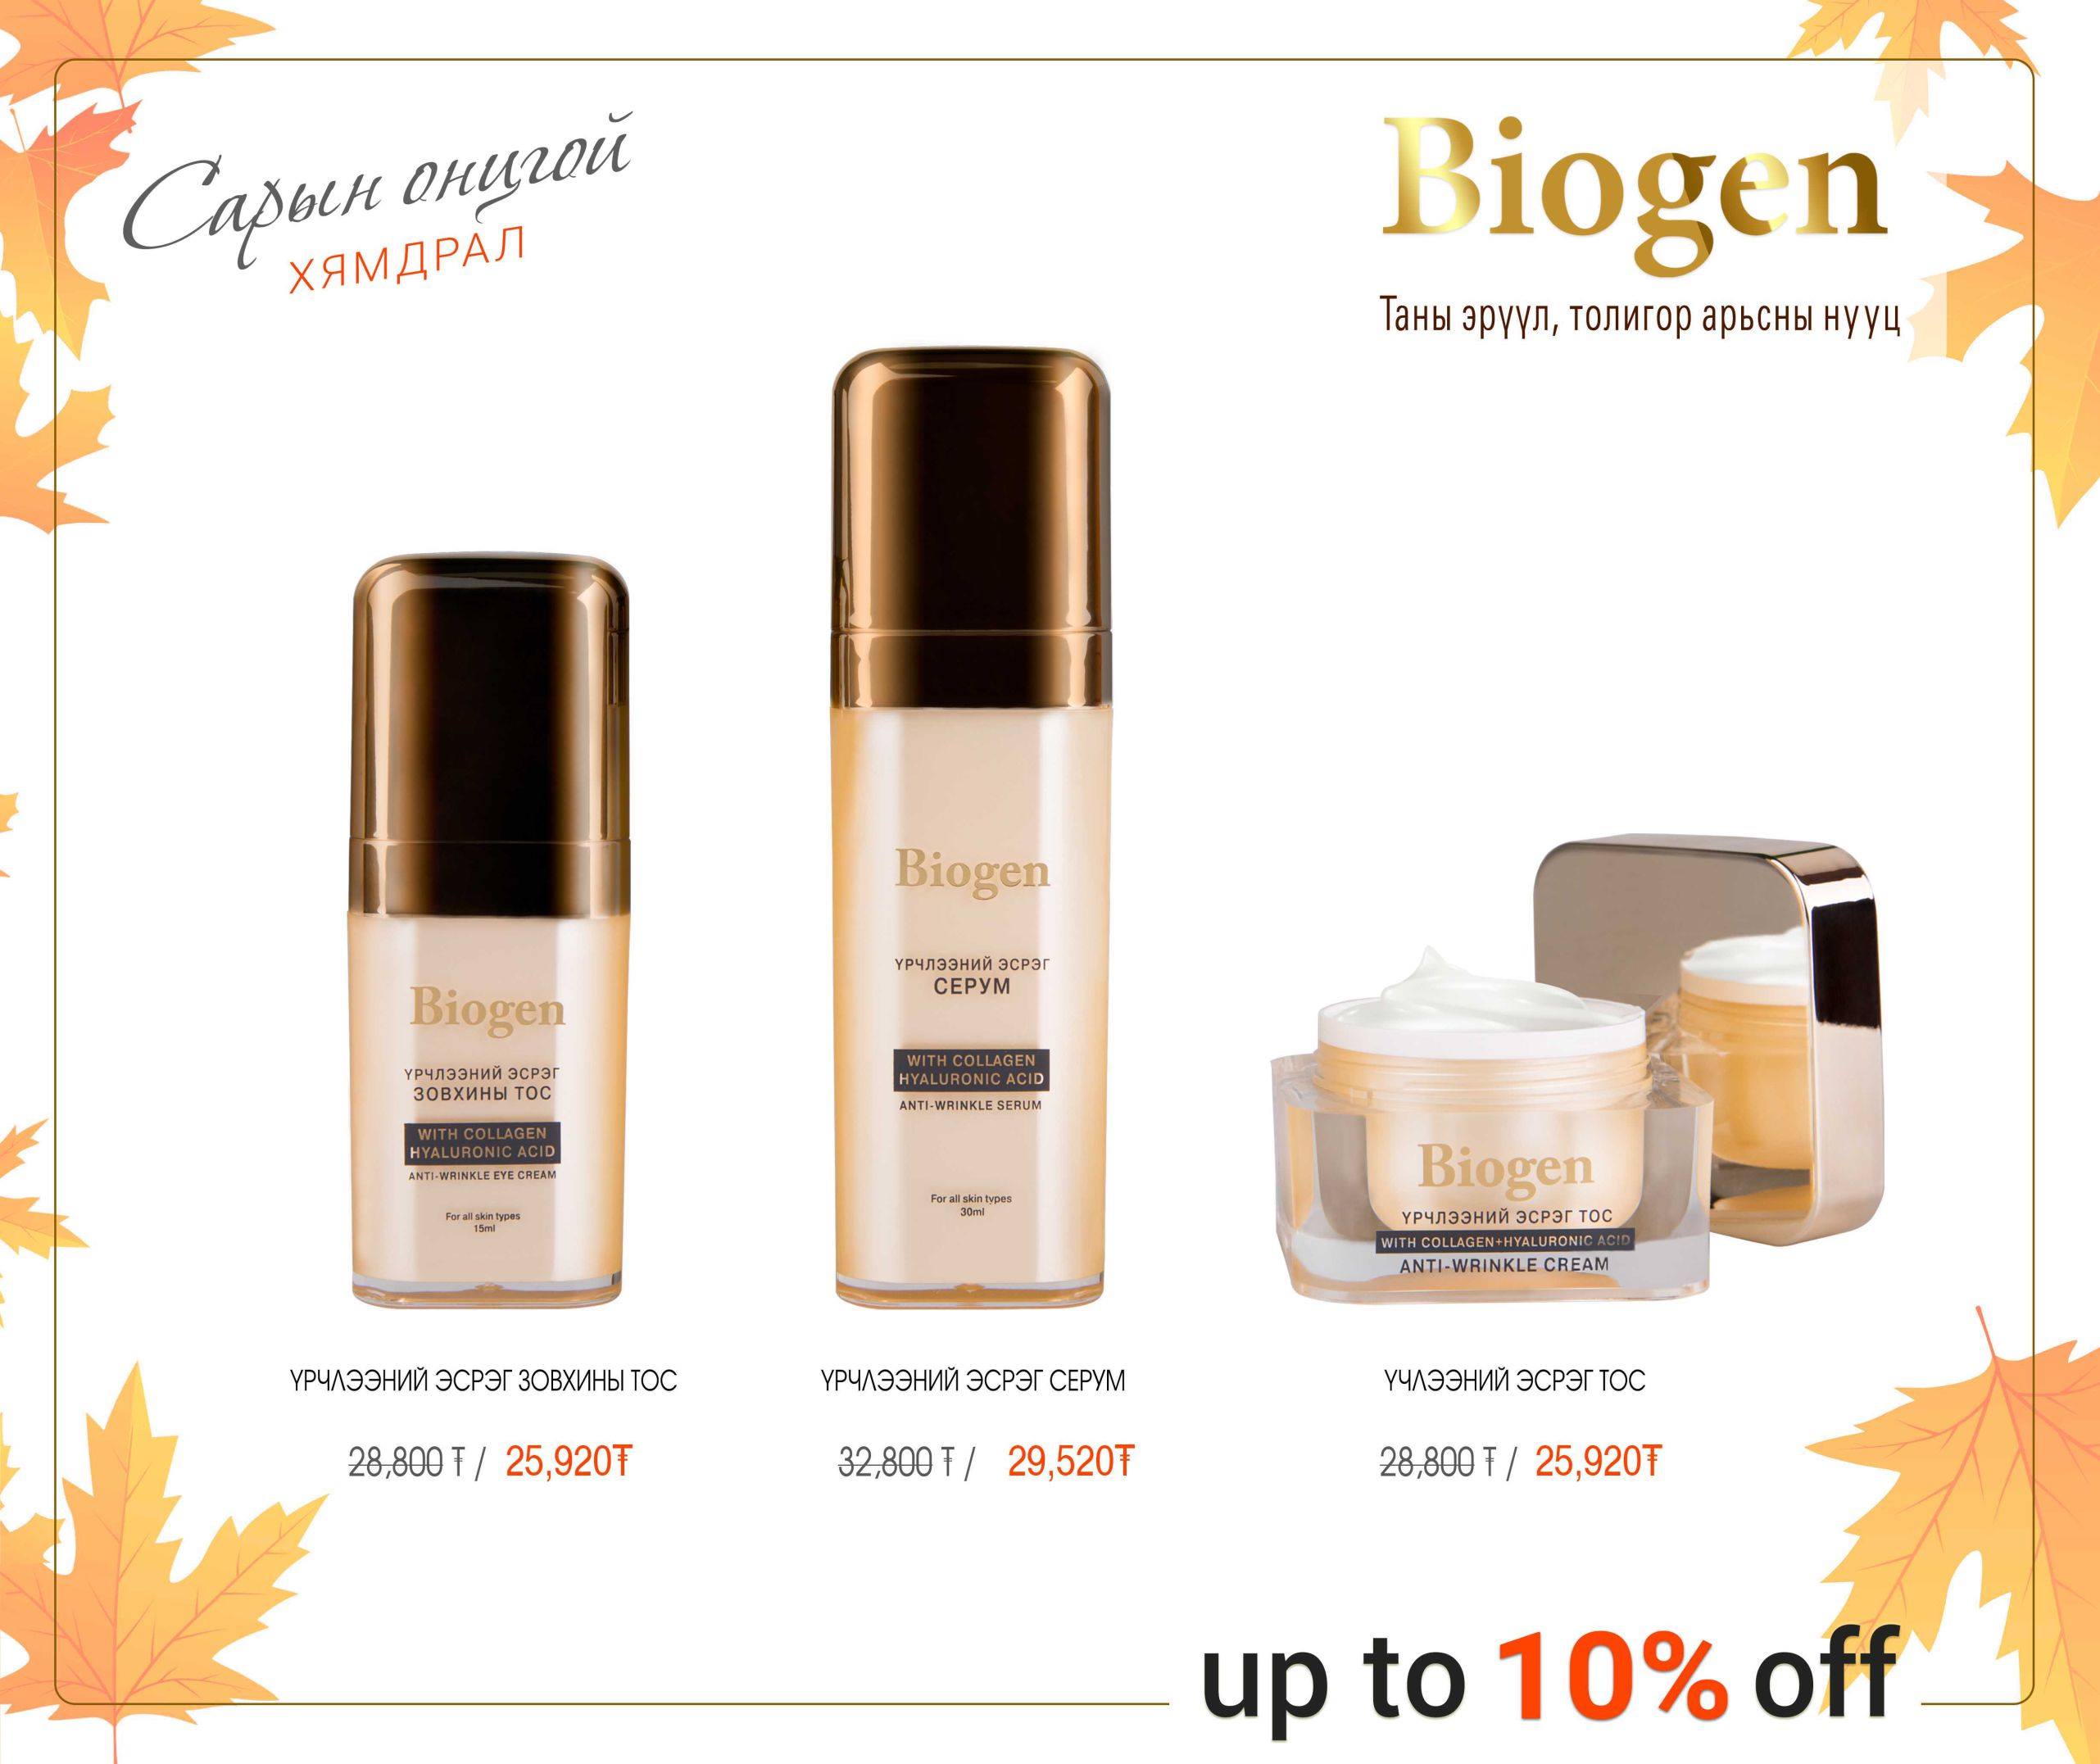 Сарын онцгой
ХЯМДРАЛ
Biogen
Таны эрүүл, толигор арьсны нууц
Biogen
ҮРЧЛЭЭНИЙ ЭСРЭГ
ЗОВХИНЫ ТОС
WITH COLLAGEN
HYALURONIC ACID
ANTI-WRINKLE EYE CREAM
For all skin types
15ml
Biogen
ҮРЧЛЭЭНИЙ ЭСРЭГ
СЕРУМ
WITH COLLAGEN
HYALURONIC ACID
ANTI-WRINKLE SERUM
For all skin types
30ml
Biogen
ҮРЧЛЭЭНИЙ ЭСРЭГ ТОС
WITH COLLAGEN+HYALURONIC ACID
ANTI-WRINKLE CREAM
ҮРЧЛЭЭНИЙ ЭСРЭГ ЗОВХИНЫ ТОС
28,800 ₮ / 25,920₮
ҮРЧЛЭЭНИЙ ЭСРЭГ СЕРУМ
32,800 ₮ / 29,520₮
ҮЧЛЭЭНИЙ ЭСРЭГ ТОС
28,800 ₮ / 25,920₮
up to 10% off